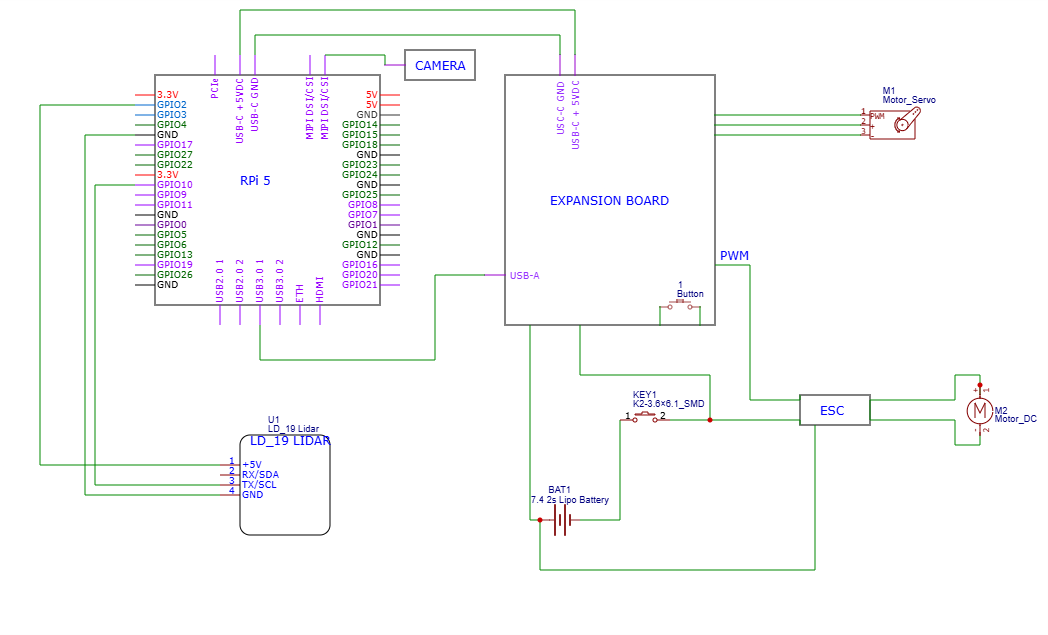 CAMERA
PCIe
USB-C +5VDC
USB-C GND
MIPI DSI/CSI
MIPI DSI/CSI
3.3V
GPIO2
GPIO3
GPIO4
GND
GPIO17
GPIO27
GPIO22
3.3V
GPIO10
GPIO9
GPIO11
GND
GPIO0
GPIO5
GPIO6
GPIO13
GPIO19
GPIO26
GND
RPi 5
5V
5V
GND
GPIO14
GPIO15
GPIO18
GND
GPIO23
GPIO24
GND
GPIO25
GPIO8
GPIO7
GPIO1
GND
GPIO12
GND
GPIO16
GPIO20
GPIO21
USB2.0 1
USB2.0 2
USB3.0 1
USB3.0 2
ETH
HDMI
USC-C GND
USB-C +5VDC
EXPANSION BOARD
USB-A
PWM
1
Button
M1
Motor_Servo
1
PWM
2
+
3
-
KEY1
K2-3.6×6.1_SMD
1
2
ESC
+
1
M
M2
Motor_DC
-
2
BAT1
7.4 2s Lipo Battery
U1
LD_19 Lidar
LD_19 LIDAR
1 +5V
2 RX/SDA
3 TX/SCL
4 GND